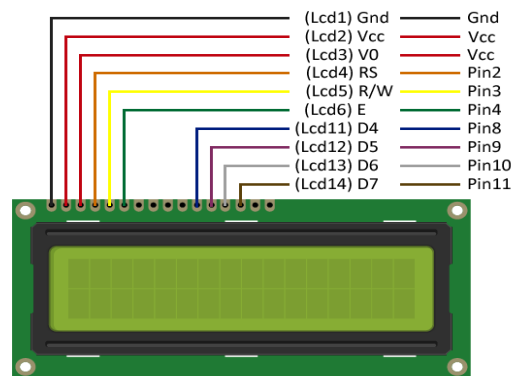 (Lcd1) Gnd Gnd
(Lcd2) Vcc Vcc
(Lcd3) V0 Vcc
(Lcd4) RS Pin2
(Lcd5) R/W Pin3
(Lcd6) E Pin4
(Lcd11) D4 Pin8
(Lcd12) D5 Pin9
(Lcd13) D6 Pin10
(Lcd14) D7 Pin11